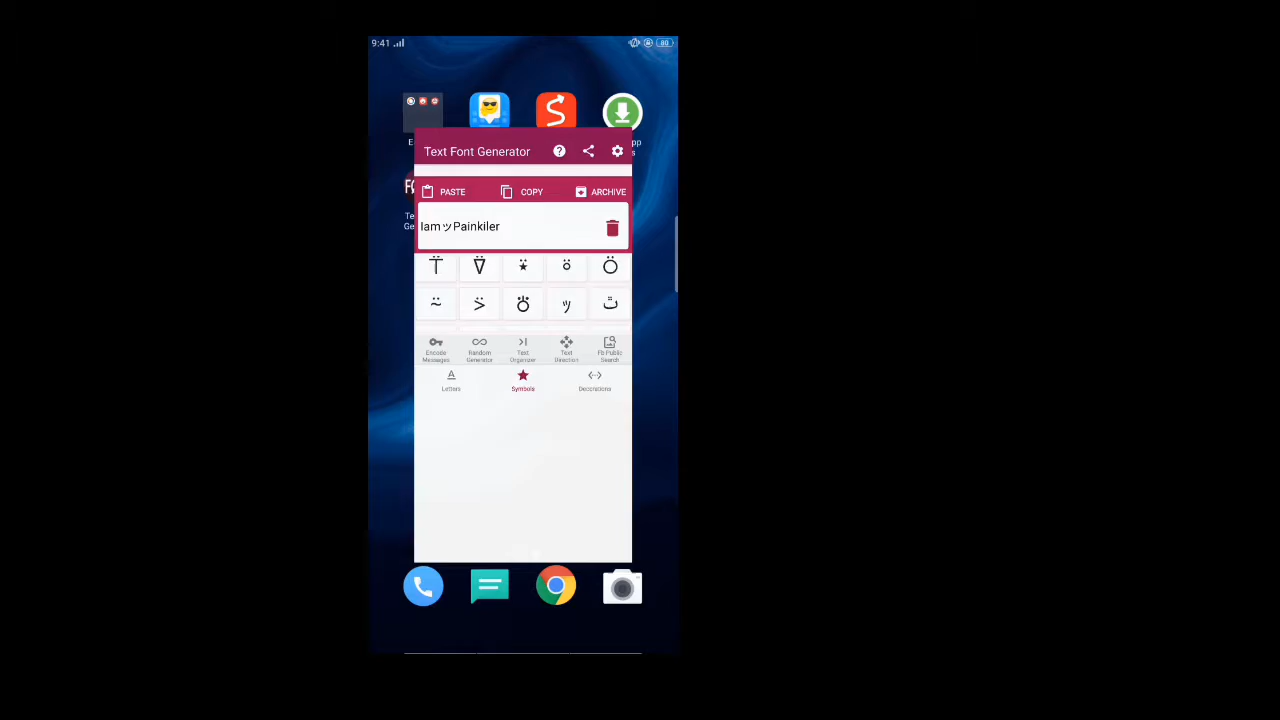 9:41
80
Text Font Generator
PASTE COPY ARCHIVE
IamッPainkiler
Encode Messages
Random Generator
Text Organizer
Text Direction
Fb Public Search
Letters
Symbols
Decorations